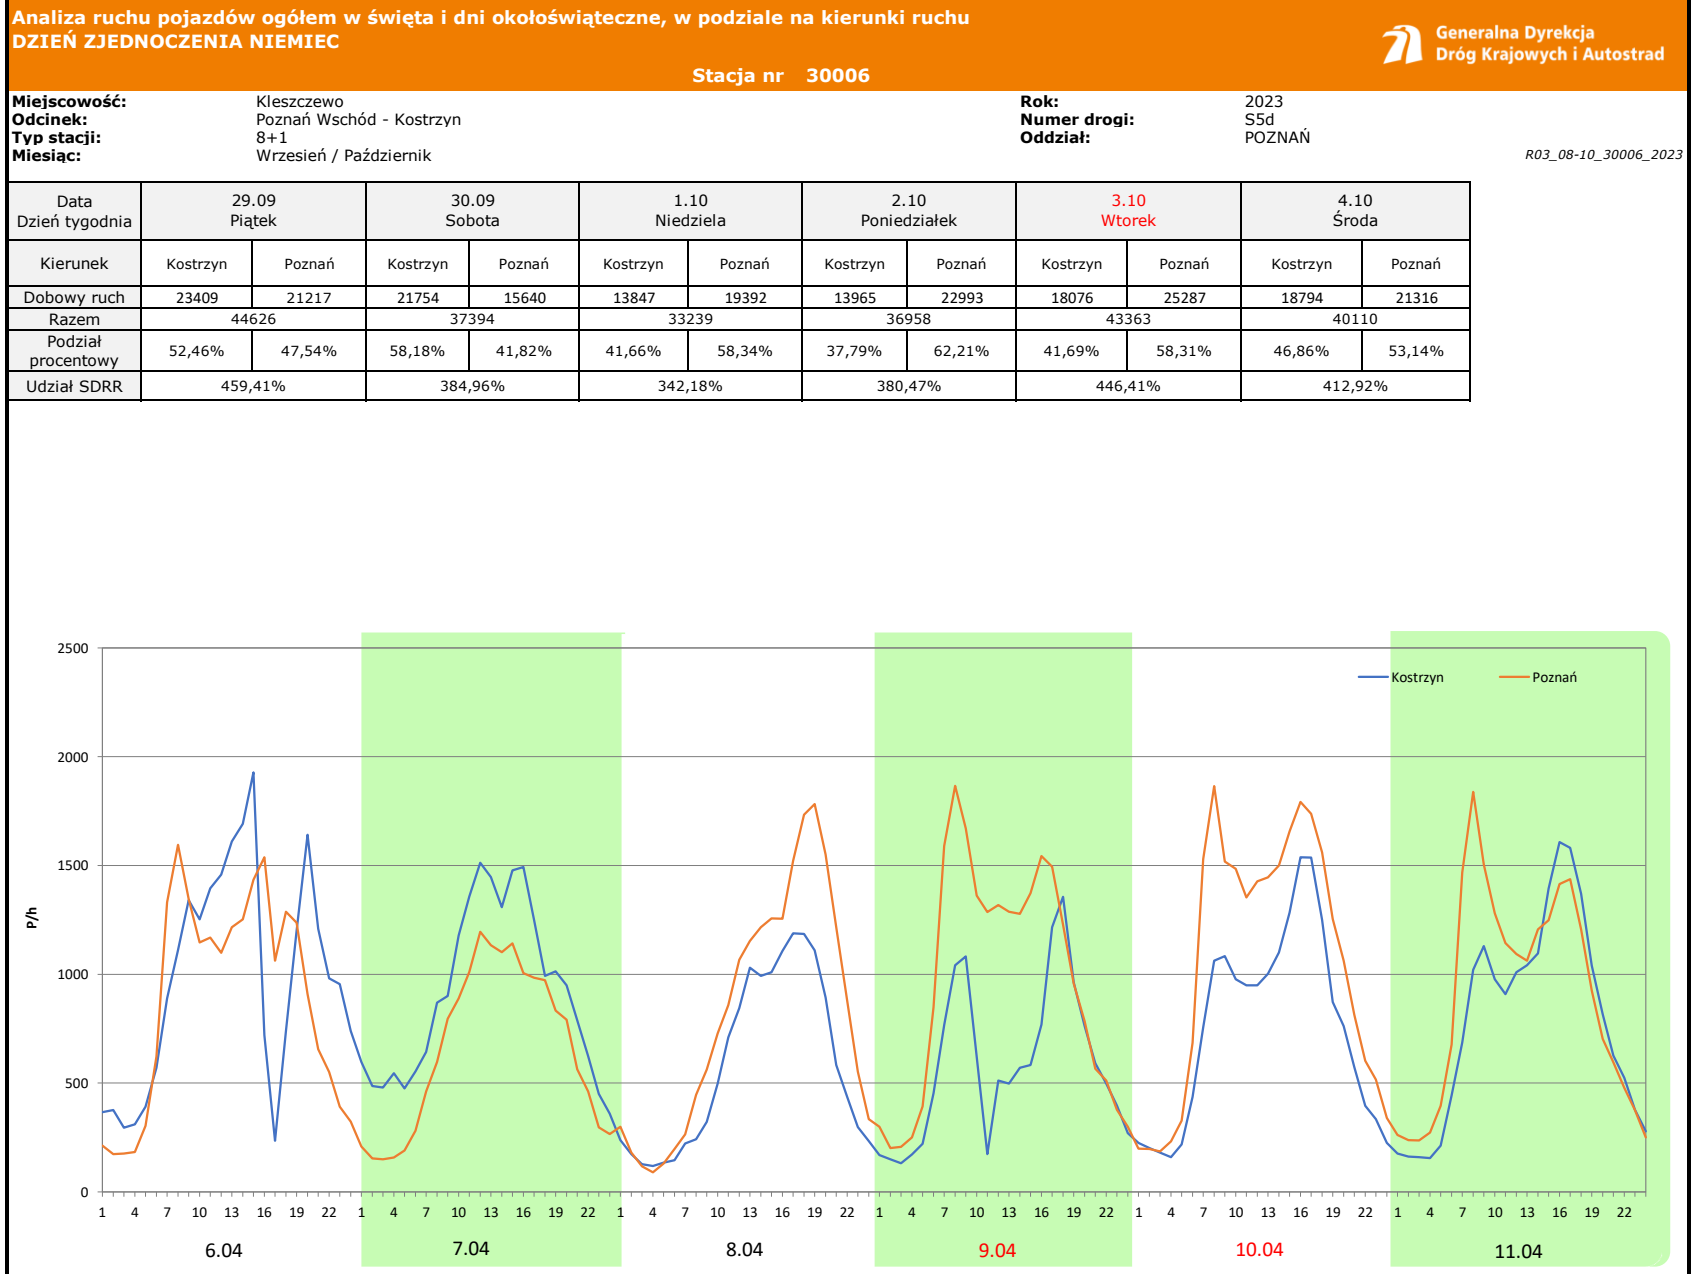 Analiza ruchu pojazdów ogółem w święta i dni okołoświąteczne, w podziale na kierunki ruchu
DZIEŃ ZJEDNOCZENIA NIEMIEC
Generalna Dyrekcja
Dróg Krajowych i Autostrad
Stacja nr 30006
Miejscowość: Kleszczewo Rok: 2023
Odcinek: Poznań Wschód - Kostrzyn Numer drogi: S5d
Typ stacji: 8+1 Oddział: POZNAŃ
Miesiąc: Wrzesień / Październik R03_08-10_30006_2023
Data 29.09 30.09 1.10 2.10 3.10 4.10
Dzień tygodnia Piątek Sobota Niedziela Poniedziałek Wtorek Środa
Kierunek Kostrzyn Poznań Kostrzyn Poznań Kostrzyn Poznań Kostrzyn Poznań Kostrzyn Poznań Kostrzyn Poznań
Dobowy ruch 23409 21217 21754 15640 13847 19392 13965 22993 18076 25287 18794 21316
Razem 44626 37394 33239 36958 43363 40110
Podział
procentowy 52,46% 47,54% 58,18% 41,82% 41,66% 58,34% 37,79% 62,21% 41,69% 58,31% 46,86% 53,14%
Udział SDRR 459,41% 384,96% 342,18% 380,47% 446,41% 412,92%
2500
Kostrzyn Poznań
2000
1500
P/h
1000
500
0
1 4 7 10 13 16 19 22 1 4 7 10 13 16 19 22 1 4 7 10 13 16 19 22 1 4 7 10 13 16 19 22 1 4 7 10 13 16 19 22 1 4 7 10 13 16 19 22
6.04 7.04 8.04 9.04 10.04 11.04